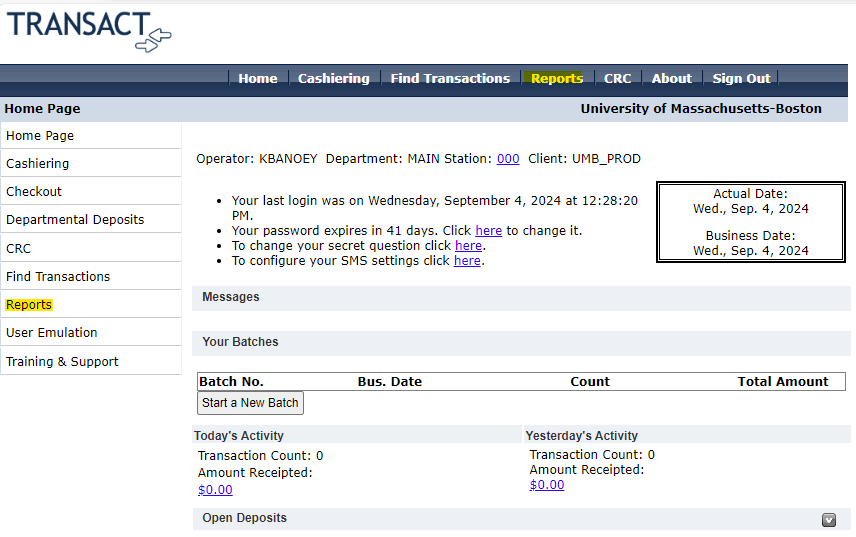 TRANSACT
Home Cashiering Find Transactions Reports CRC About Sign Out
Home Page University of Massachusetts-Boston
Home Page
Cashiering
Checkout
Departmental Deposits
CRC
Find Transactions
Reports
User Emulation
Training & Support
Operator: KBANOEY Department: MAIN Station: 000 Client: UMB_PROD
Your last login was on Wednesday, September 4, 2024 at 12:28:20
PM.
Your password expires in 41 days. Click here to change it.
To change your secret question click here.
To configure your SMS settings click here.
Actual Date:
Wed., Sep. 4, 2024
Business Date:
Wed., Sep. 4, 2024
Messages
Your Batches
Batch No. Bus. Date Count Total Amount
Start a New Batch
Today's Activity
Transaction Count: 0
Amount Receipted:
$0.00
Yesterday's Activity
Transaction Count: 0
Amount Receipted:
$0.00
Open Deposits